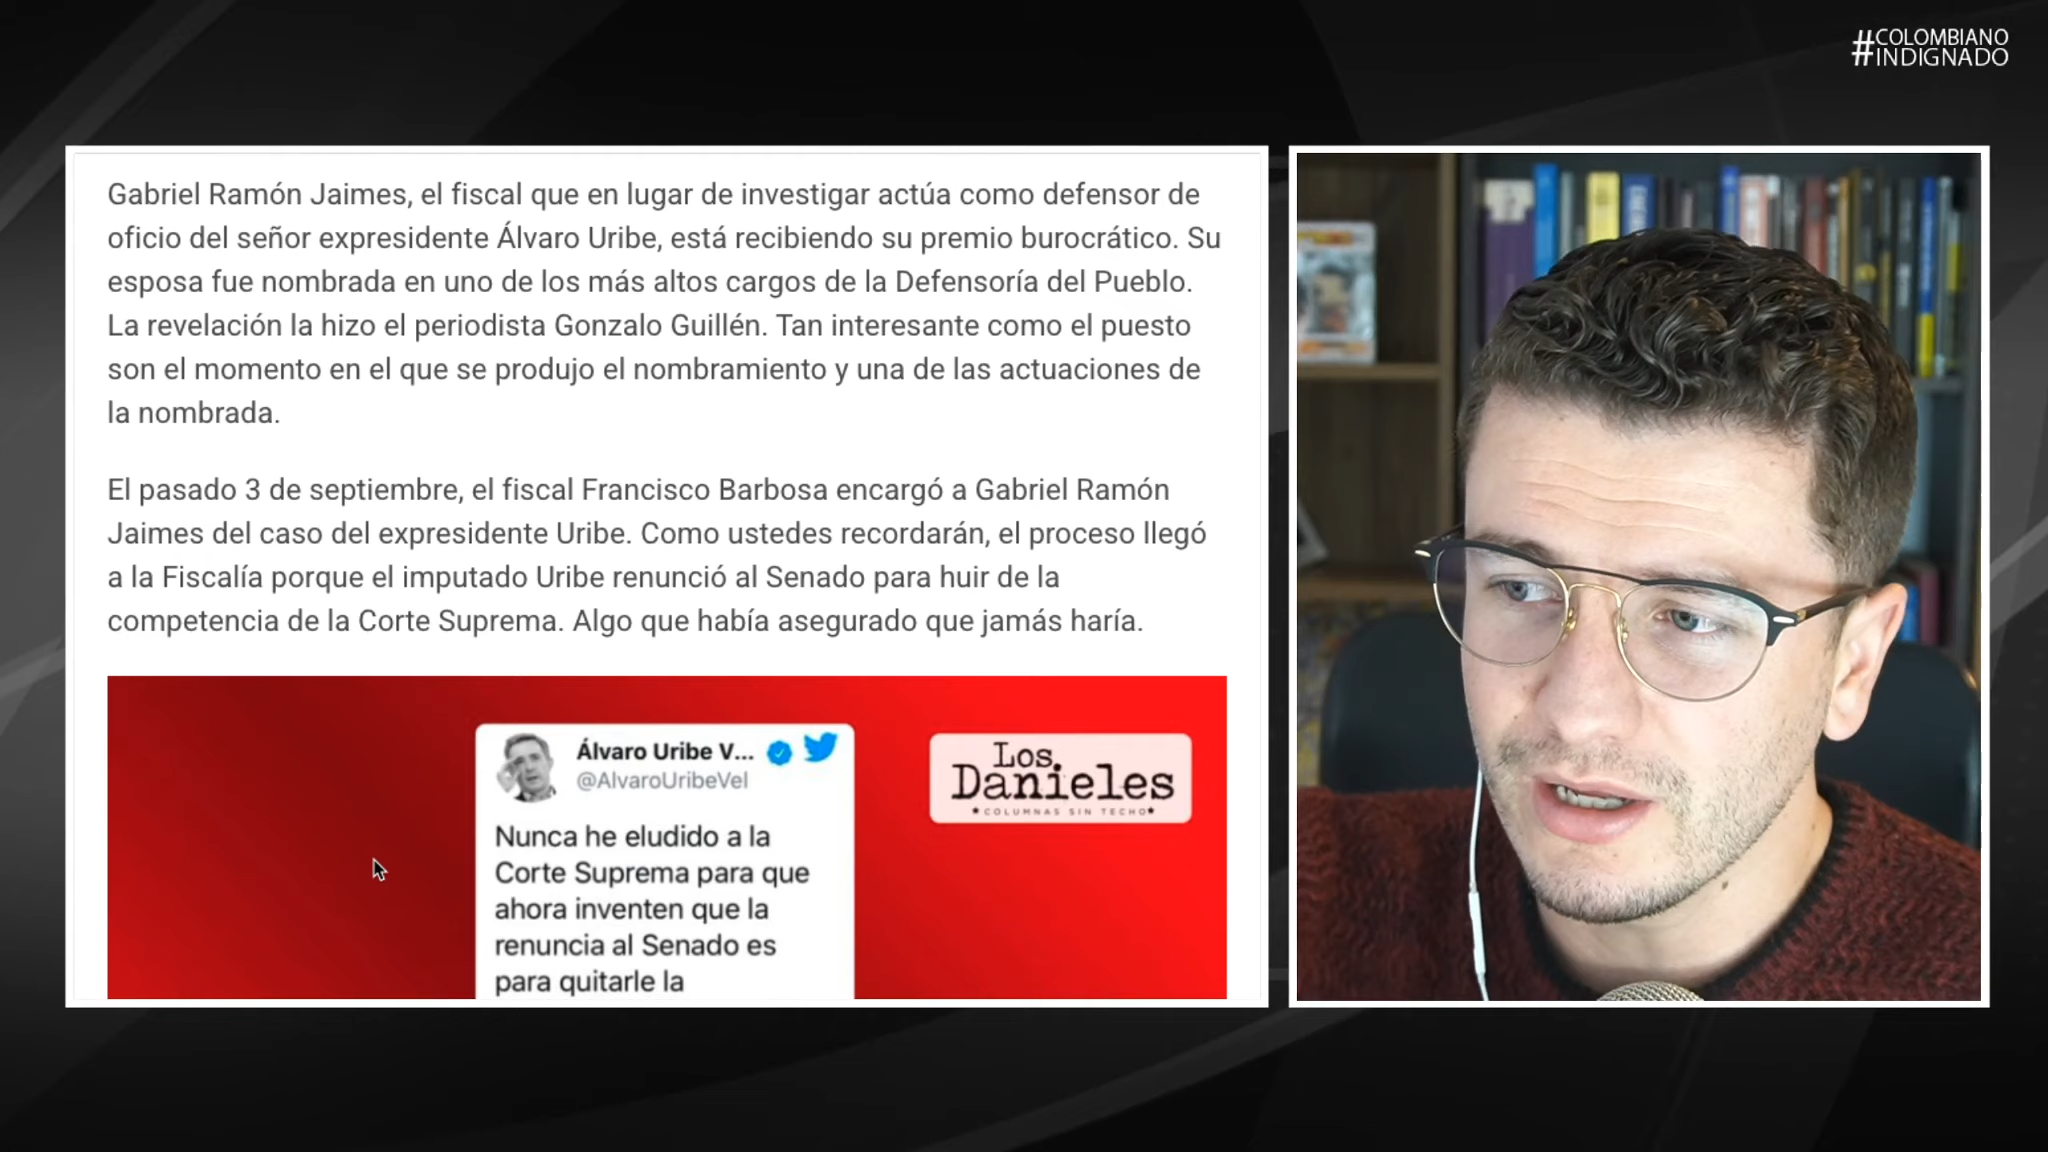 #COLOMBIANO
INDIGNADO
Gabriel Ramón Jaimes, el fiscal que en lugar de investigar actúa como defensor de
oficio del señor expresidente Álvaro Uribe, está recibiendo su premio burocrático. Su
esposa fue nombrada en uno de los más altos cargos de la Defensoría del Pueblo.
La revelación la hizo el periodista Gonzalo Guillén. Tan interesante como el puesto
son el momento en el que se produjo el nombramiento y una de las actuaciones de
la nombrada.
El pasado 3 de septiembre, el fiscal Francisco Barbosa encargó a Gabriel Ramón
Jaimes del caso del expresidente Uribe. Como ustedes recordarán, el proceso llegó
a la Fiscalía porque el imputado Uribe renunció al Senado para huir de la
competencia de la Corte Suprema. Algo que había asegurado que jamás haría.
Álvaro Uribe V...
@AlvaroUribeVel
Nunca he eludido a la
Corte Suprema para que
ahora inventen que la
renuncia al Senado es
para quitarle la
Los
Danieles
★COLUMNAS SIN TECHO★